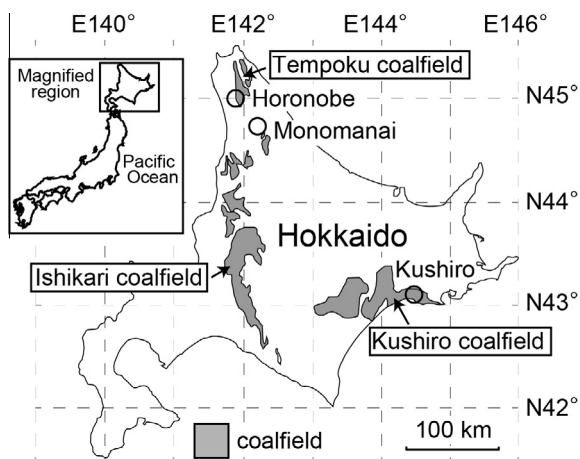 E140° E142° E144° E146°
Magnified
region
Pacific
Ocean
Tempoku coalfield
N45°
Horonobe
Monomanai
N44°
Hokkaido
Ishikari coalfield
Kushiro
N43°
Kushiro coalfield
N42°
coalfield
100 km